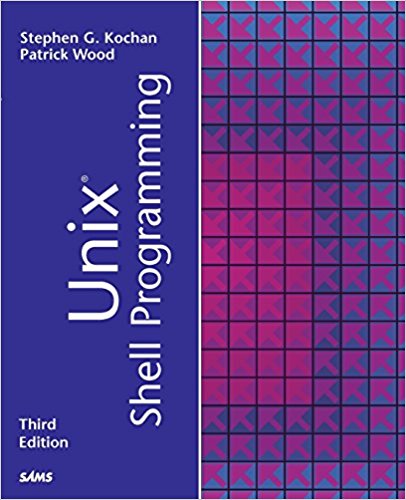 Stephen G. Kochan
Patrick Wood
Unix®
Shell Programming
Third
Edition
SAMS